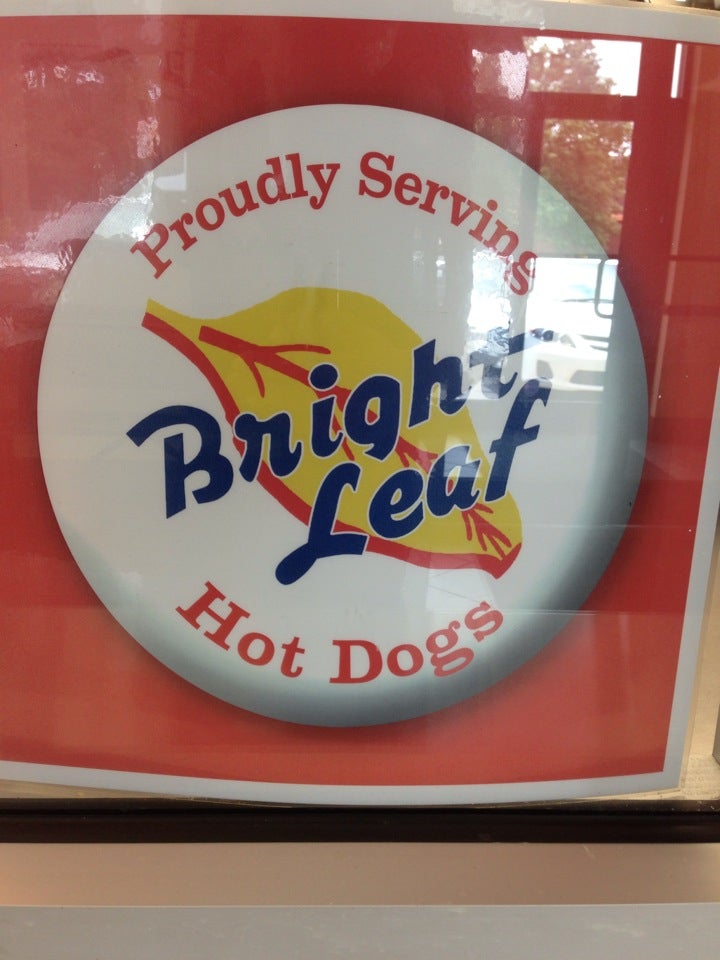 Proudly Serving
Bright
Leaf
Hot Dogs